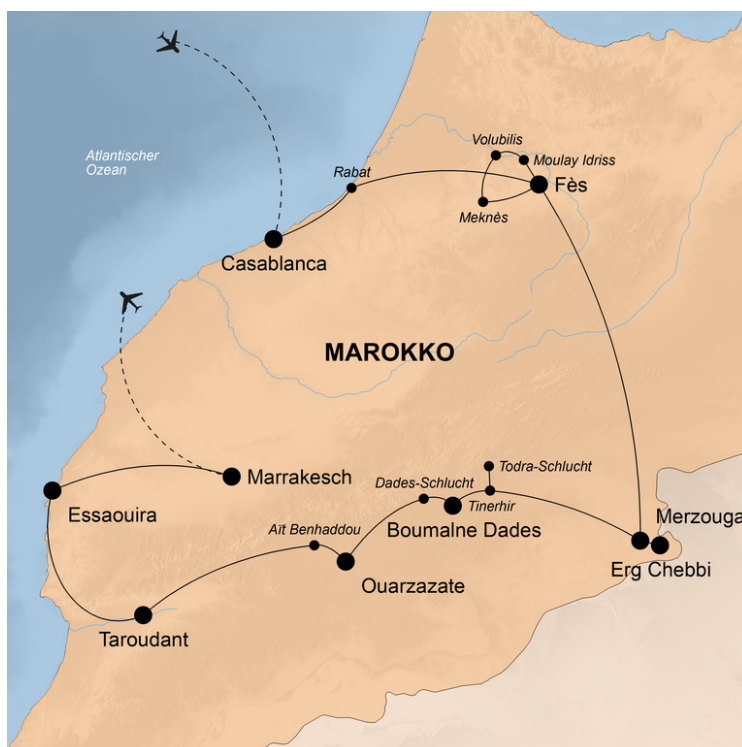 Atlantischer
Ozean
Volubilis
Moulay Idriss
Rabat
Fès
Meknès
Casablanca
MAROKKO
Marrakesch
Todra-Schlucht
Dades-Schlucht
Essaouira
Tinerhir
Merzouga
Boumalne Dades
Aït Benhaddou
Erg Chebbi
Ouarzazate
Taroudant